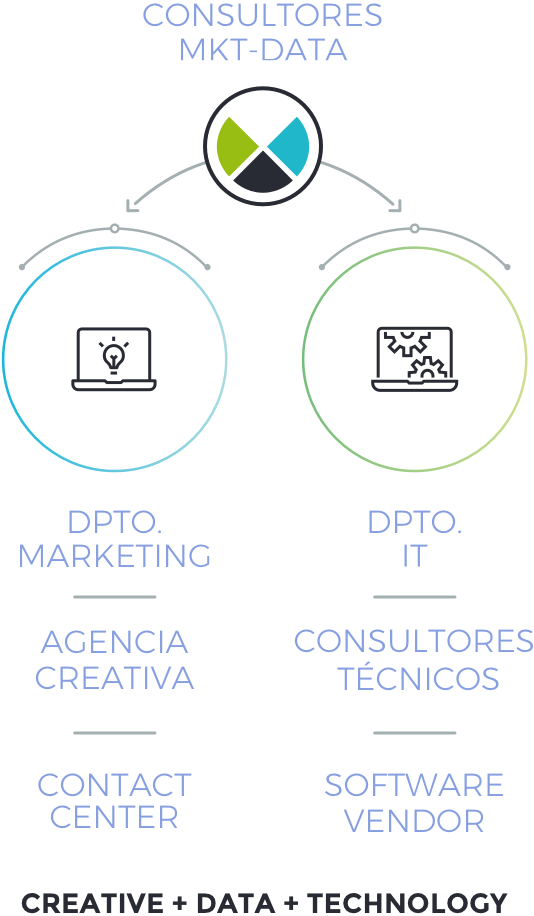 CONSULTORES
MKT-DATA
DPTO.
MARKETING
AGENCIA
CREATIVA
CONTACT
CENTER
DPTO.
IT
CONSULTORES
TÉCNICOS
SOFTWARE
VENDOR
CREATIVE + DATA + TECHNOLOGY